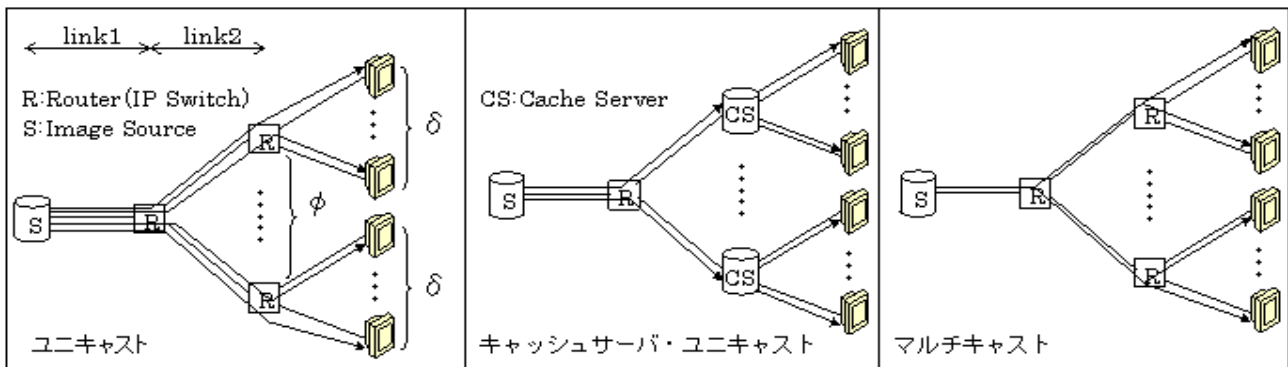 link1 link2
R:Router(IP Switch)
S:Image Source
R
δ
φ
S
R
R
δ
ユニキャスト
CS:Cache Server
CS
S
R
CS
キャッシュサーバ・ユニキャスト
R
S
R
R
マルチキャスト